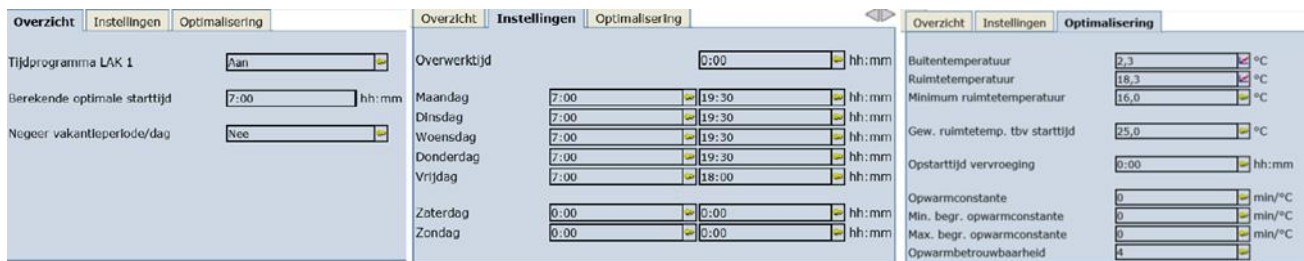 Overzicht Instellingen Optimalisering
Tijdprogramma LAK 1 Aan
Berekende optimale starttijd 7:00 hh:mm
Negeer vakantieperiode/dag Nee
Overzicht Instellingen Optimalisering
Overwerktijd 0:00 hh:mm
Maandag 7:00 19:30 hh:mm
Dinsdag 7:00 19:30 hh:mm
Woensdag 7:00 19:30 hh:mm
Donderdag 7:00 19:30 hh:mm
Vrijdag 7:00 18:00 hh:mm
Zaterdag 0:00 0:00 hh:mm
Zondag 0:00 0:00 hh:mm
Overzicht Instellingen Optimalisering
Buitentemperatuur 2,3 °C
Ruimtetemperatuur 18,3 °C
Minimum ruimtetemperatuur 16,0 °C
Gew. ruimtetemp. tbv starttijd 25,0 °C
Opstarttijd vervroeging 0:00 hh:mm
Opwarmconstante 0 min/°C
Min. begr. opwarmconstante 0 min/°C
Max. begr. opwarmconstante 0 min/°C
Opwarmbetrouwbaarheid 4